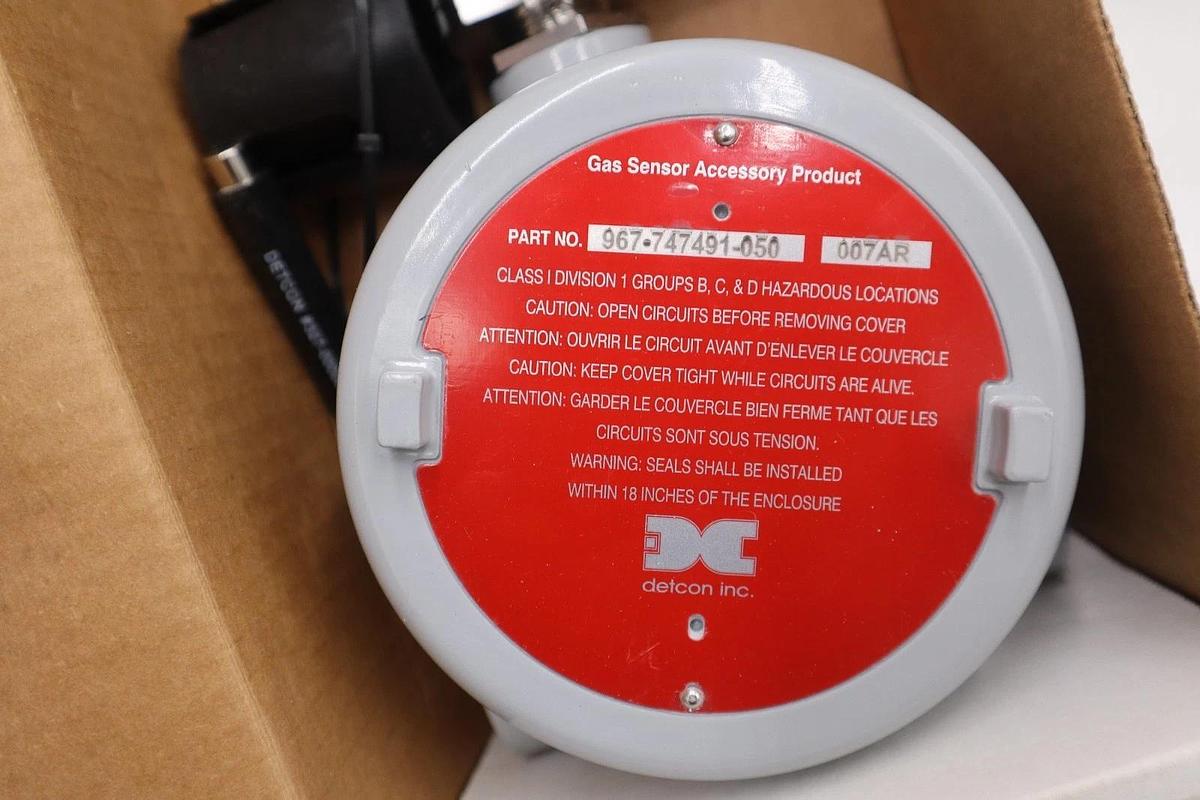 Gas Sensor Accessory Product
PART NO. 967-747491-050 007AR
CLASS I DIVISION 1 GROUPS B, C, & D HAZARDOUS LOCATIONS
CAUTION: OPEN CIRCUITS BEFORE REMOVING COVER
ATTENTION: OUVRIR LE CIRCUIT AVANT D'ENLEVER LE COUVERCLE
CAUTION: KEEP COVER TIGHT WHILE CIRCUITS ARE ALIVE.
ATTENTION: GARDER LE COUVERCLE BIEN FERME TANT QUE LES
CIRCUITS SONT SOUS TENSION.
WARNING: SEALS SHALL BE INSTALLED
WITHIN 18 INCHES OF THE ENCLOSURE
detcon inc.
DETCON